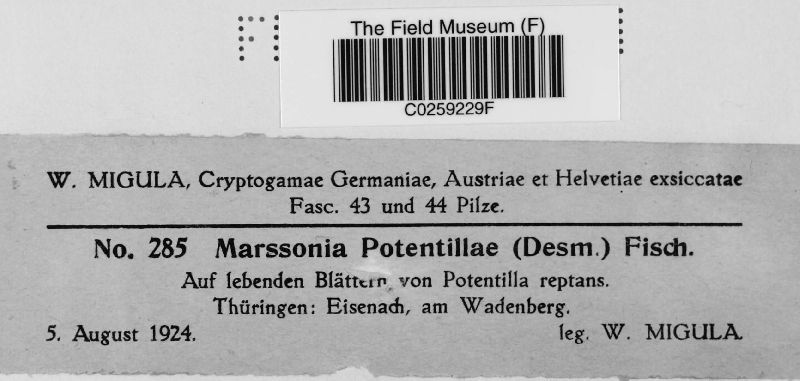 The Field Museum (F)
C0259229F
W. MIGULA, Cryptogamae Germaniae, Austriae et Helvetiae exsiccatae
Fasc. 43 und 44 Pilze.
No. 285 Marssonia Potentillae (Desm.) Fisch.
Auf lebenden Blättern von Potentilla reptans.
Thüringen: Eisenach, am Wadenberg.
5. August 1924. leg. W. MIGULA.